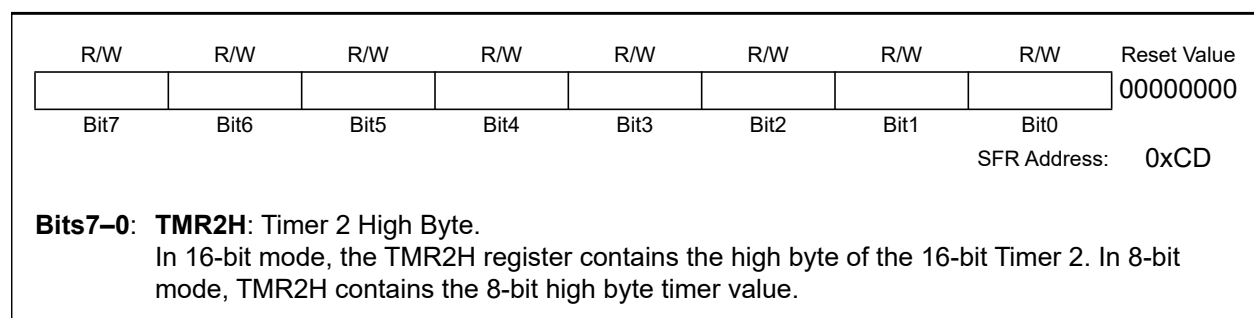 R/W R/W R/W R/W R/W R/W R/W R/W Reset Value
00000000
Bit7 Bit6 Bit5 Bit4 Bit3 Bit2 Bit1 Bit0
SFR Address: 0xCD
Bits7–0: TMR2H: Timer 2 High Byte.
In 16-bit mode, the TMR2H register contains the high byte of the 16-bit Timer 2. In 8-bit
mode, TMR2H contains the 8-bit high byte timer value.